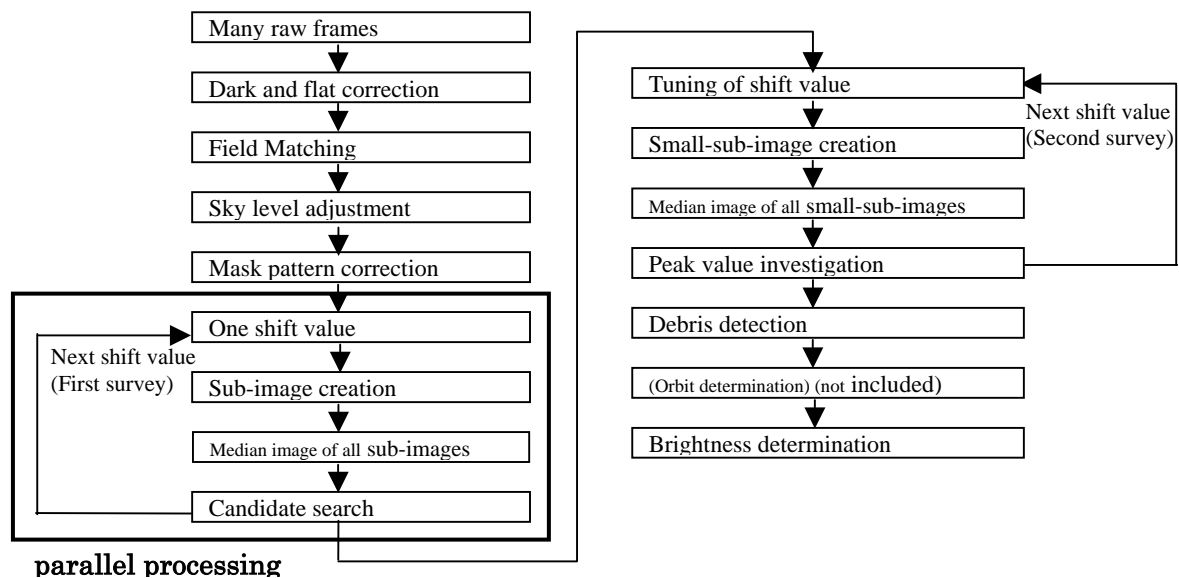 Many raw frames
Dark and flat correction
Field Matching
Sky level adjustment
Mask pattern correction
One shift value
Next shift value
(First survey)
Sub-image creation
Median image of all sub-images
Candidate search
parallel processing
Tuning of shift value
Next shift value
(Second survey)
Small-sub-image creation
Median image of all small-sub-images
Peak value investigation
Debris detection
(Orbit determination) (not included)
Brightness determination